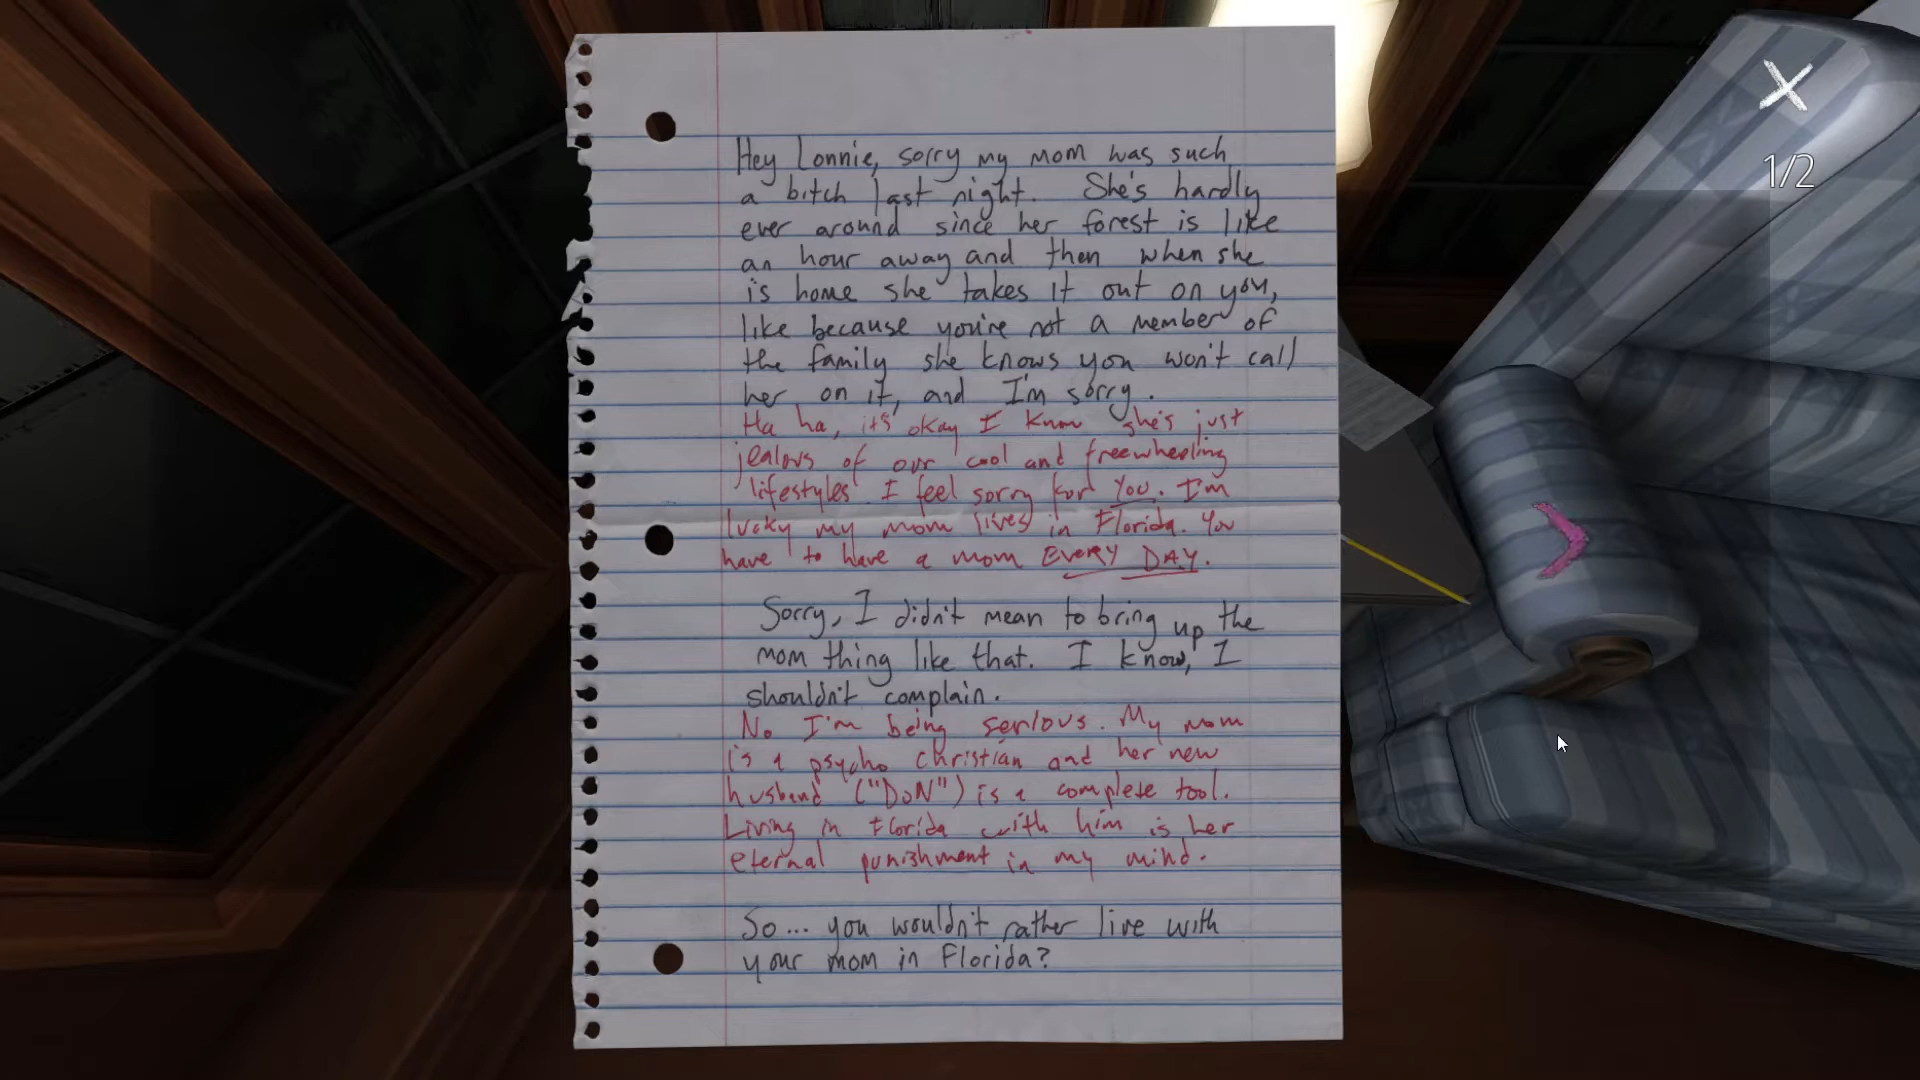 Hey Lonnie, sorry my mom was such
a bitch last night. She's hardly
ever around since her forest is like
an hour away and then when she
is home she takes it out on you,
like because you're not a member of
the family she knows you won't call
her on it, and I'm sorry.
Ha ha, it's okay I know she's just
jealous of our cool and freewheeling
lifestyles I feel sorry for YOU. I'm
lucky my mom lives in Florida. You
have to have a mom EVERY DAY.
Sorry, I didn't mean to bring up the
mom thing like that. I know, I
shouldn't complain.
No I'm being serious. My mom
is a psycho christian and her new
husband ("DON") is a complete tool.
Living in Florida with him is her
eternal punishment in my mind.
So... you wouldn't rather live with
your mom in Florida?
1/2